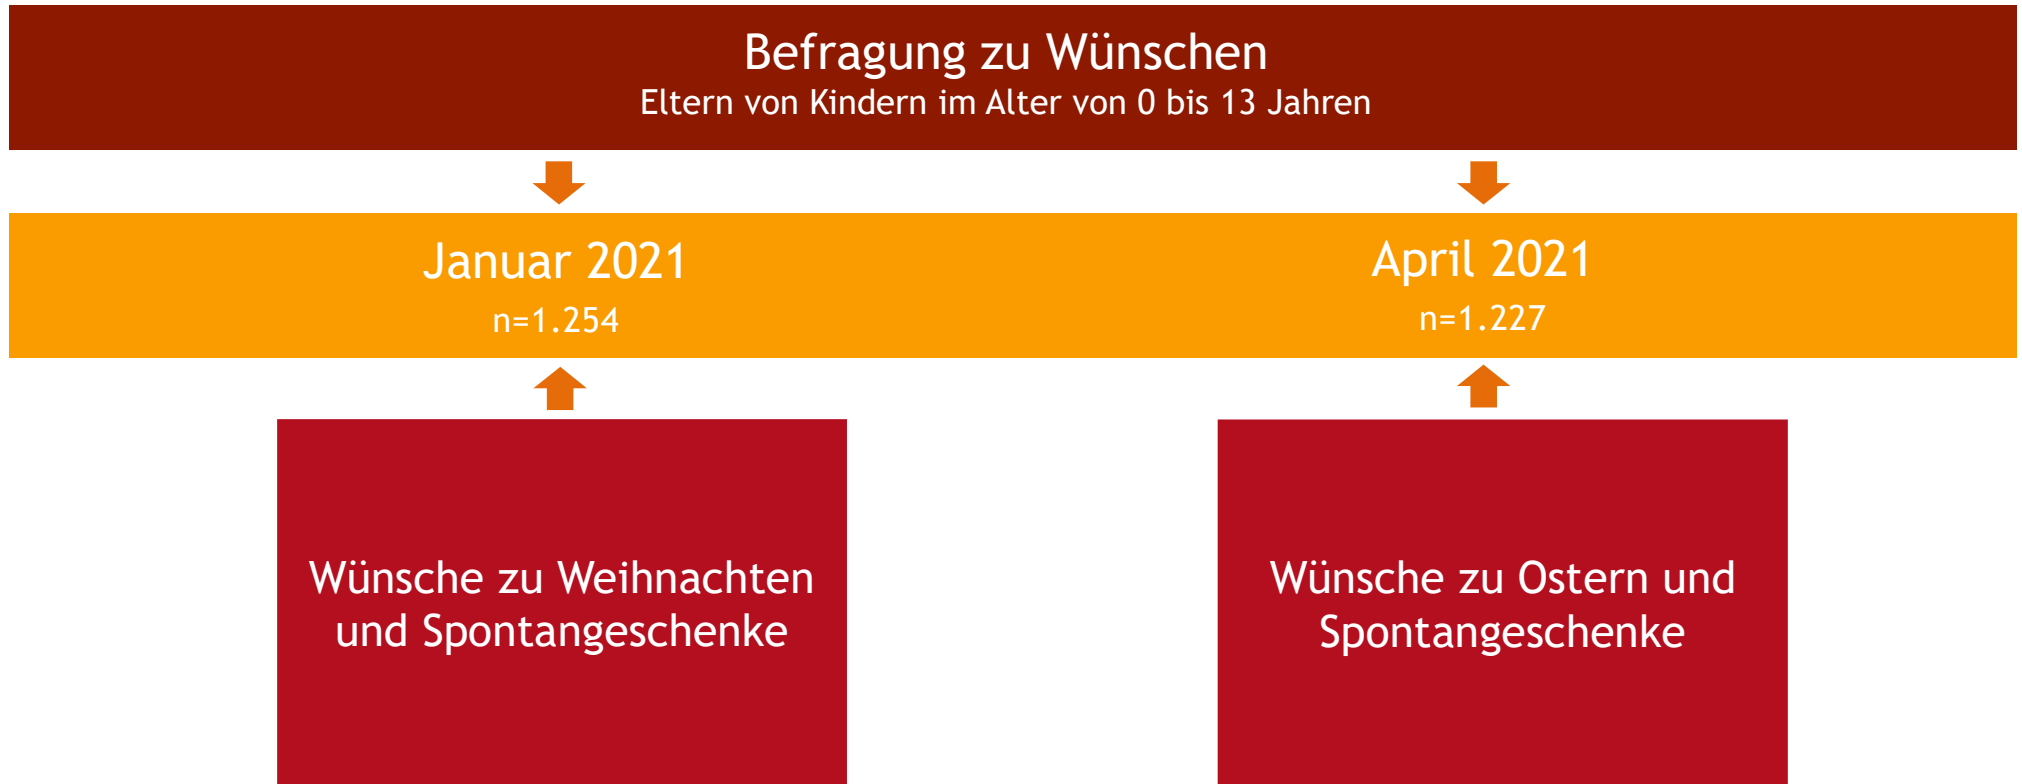 Befragung zu Wünschen
Eltern von Kindern im Alter von 0 bis 13 Jahren
Januar 2021
n=1.254
April 2021
n=1.227
Wünsche zu Weihnachten
und Spontangeschenke
Wünsche zu Ostern und
Spontangeschenke